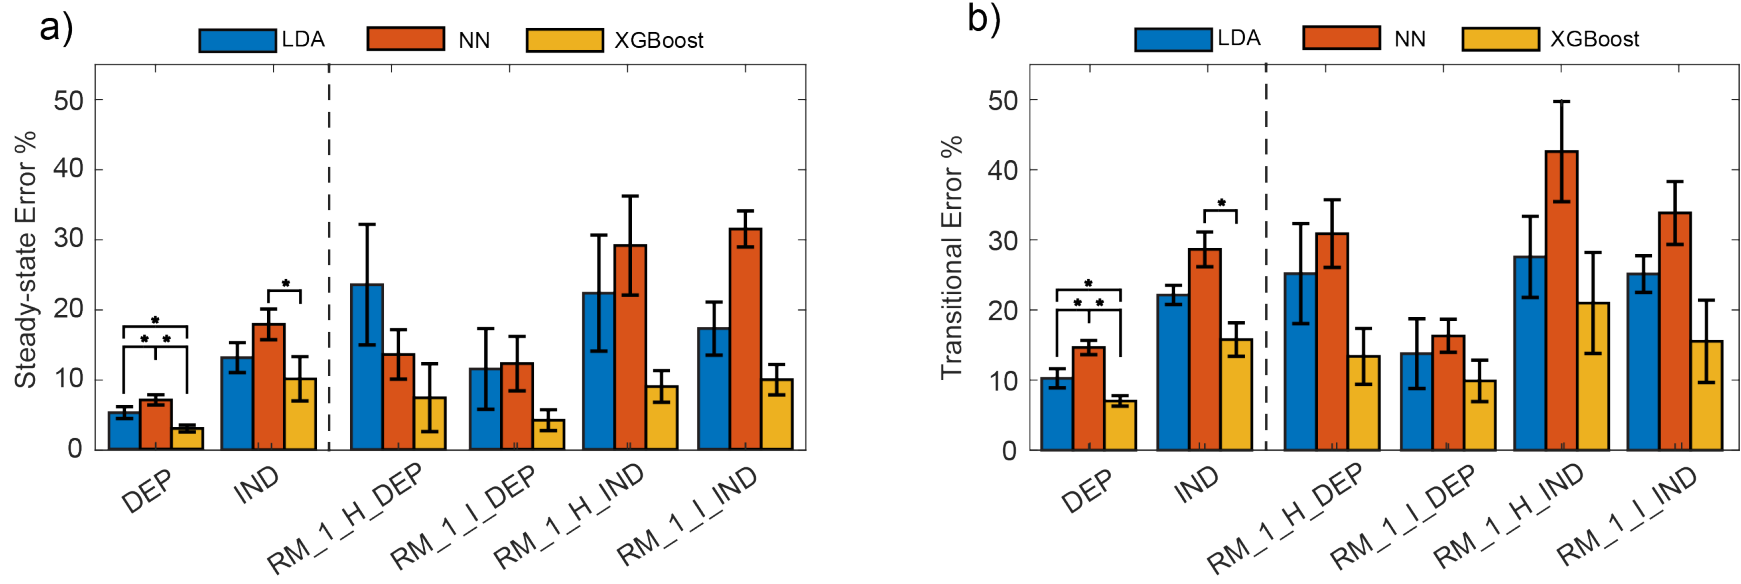 a)
LDA NN XGBoost
Steady-state Error %
50
40
30
20
10
0
* * *
*
DEP IND RM_1_H_DEP RM_1_I_DEP RM_1_H_IND RM_1_I_IND
b)
LDA NN XGBoost
Transitional Error %
50
40
30
20
10
0
* * *
*
DEP IND RM_1_H_DEP RM_1_I_DEP RM_1_H_IND RM_1_I_IND